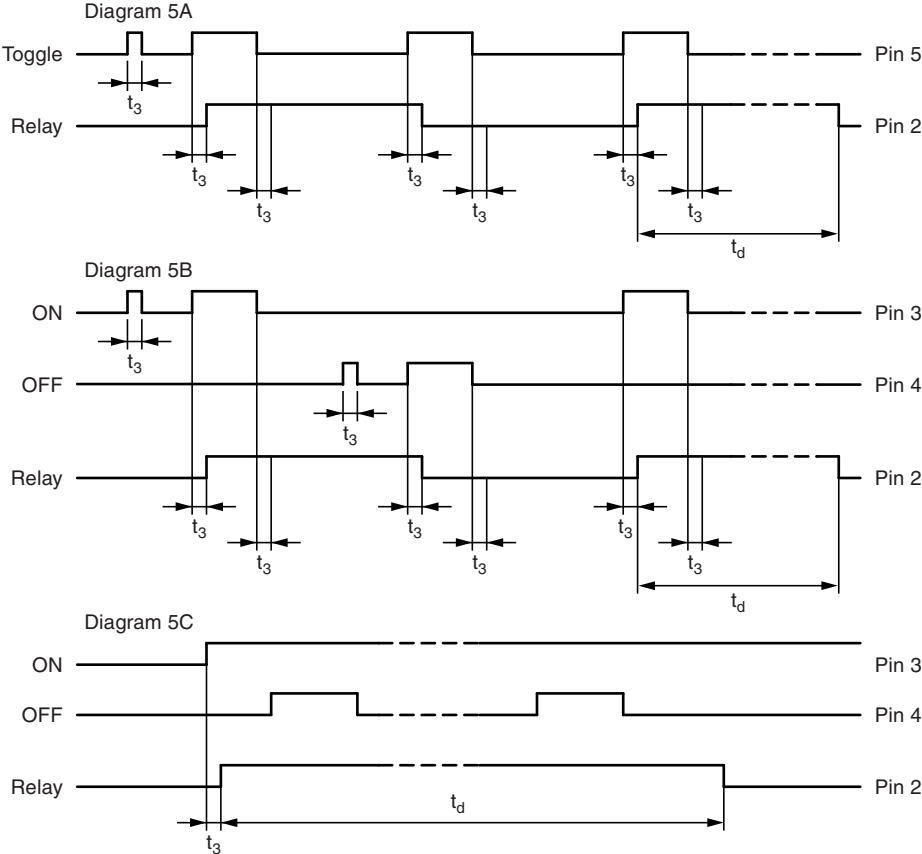 Diagram 5A
Toggle Pin 5
t3
Relay Pin 2
t3 t3 t3
t3 t3 t3
td
Diagram 5B
ON Pin 3
t3
OFF Pin 4
t3
Relay Pin 2
t3 t3 t3
t3 t3 t3
td
Diagram 5C
ON Pin 3
OFF Pin 4
Relay Pin 2
td
t3